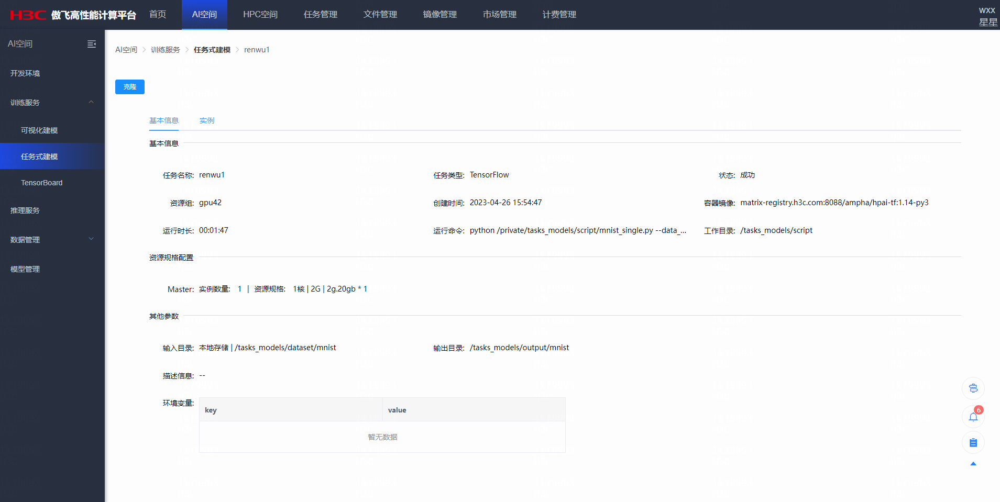 H3C 傲飞高性能计算平台 首页 AI空间 HPC空间 任务管理 文件管理 镜像管理 市场管理 计费管理 WXX
星星
AI空间
开发环境
训练服务
可视化建模
任务式建模
TensorBoard
推理服务
数据管理
模型管理
AI空间 > 训练服务 > 任务式建模 > renwu1
克隆
基本信息 实例
基本信息
任务名称: renwu1 任务类型: TensorFlow 状态: 成功
资源组: gpu42 创建时间: 2023-04-26 15:54:47 容器镜像: matrix-registry.h3c.com:8088/ampha/hpai-tf:1.14-py3
运行时长: 00:01:47 运行命令: python /private/tasks_models/script/mnist_single.py --data_... 工作目录: /tasks_models/script
资源规格配置
Master: 实例数量: 1 | 资源规格: 1核 | 2G | 2g.20gb * 1
其他参数
输入目录: 本地存储 | /tasks_models/dataset/mnist 输出目录: /tasks_models/output/mnist
描述信息: --
环境变量: key value
暂无数据
6